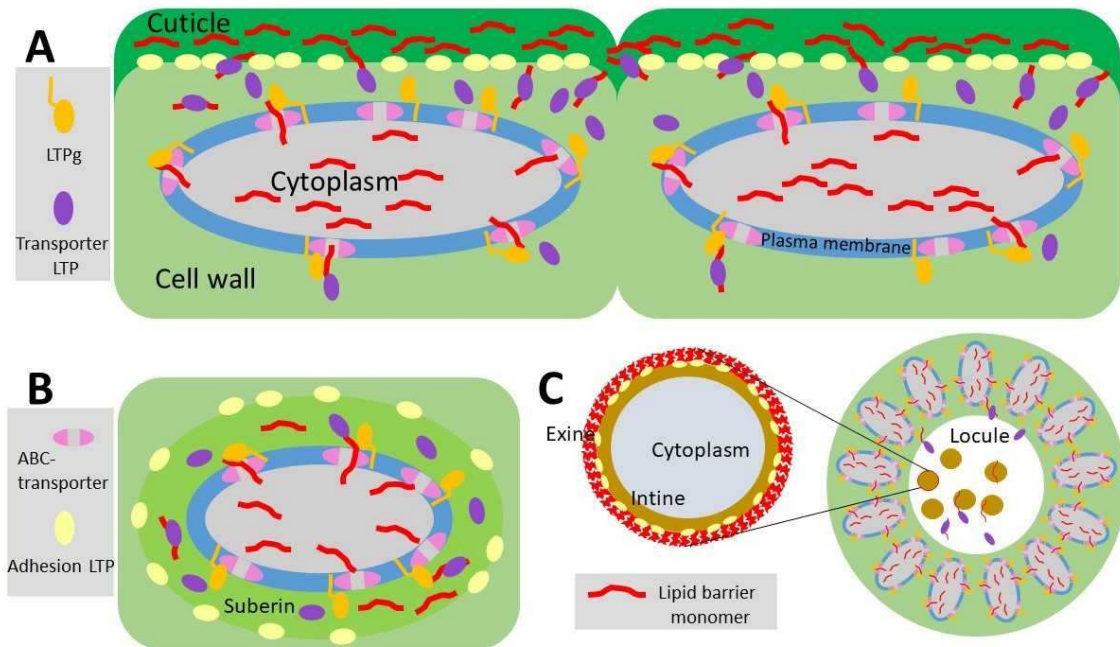 A
Cuticle
LTPg
Transporter
LTP
Cytoplasm
Cell wall
Plasma membrane
B
ABC-
transporter
Adhesion LTP
Suberin
C
Exine
Cytoplasm
Intine
Locule
Lipid barrier
monomer